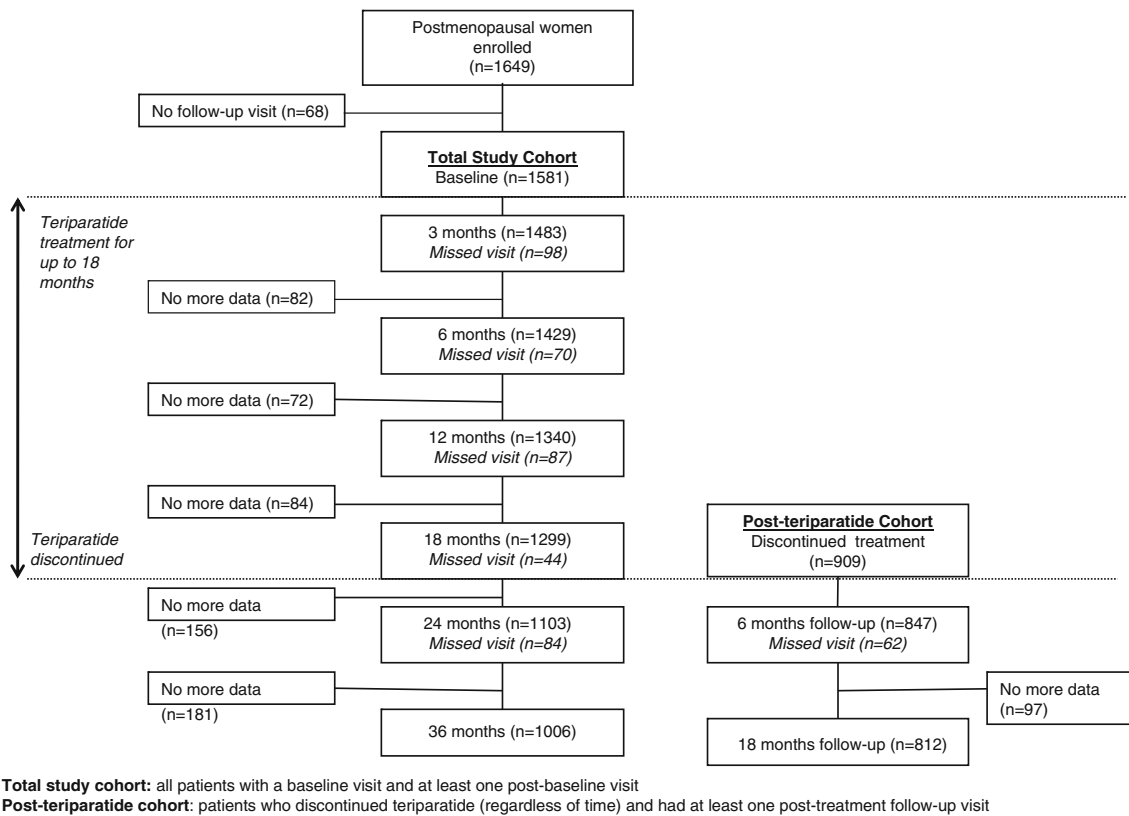 Postmenopausal women
enrolled
(n=1649)
No follow-up visit (n=68)
Total Study Cohort
Baseline (n=1581)
Teriparatide
treatment for
up to 18
months
3 months (n=1483)
Missed visit (n=98)
No more data (n=82)
6 months (n=1429)
Missed visit (n=70)
No more data (n=72)
12 months (n=1340)
Missed visit (n=87)
No more data (n=84)
18 months (n=1299)
Missed visit (n=44)
Teriparatide
discontinued
Post-teriparatide Cohort
Discontinued treatment
(n=909)
No more data
(n=156)
24 months (n=1103)
Missed visit (n=84)
6 months follow-up (n=847)
Missed visit (n=62)
No more data
(n=181)
No more data
(n=97)
36 months (n=1006)
18 months follow-up (n=812)
Total study cohort: all patients with a baseline visit and at least one post-baseline visit
Post-teriparatide cohort: patients who discontinued teriparatide (regardless of time) and had at least one post-treatment follow-up visit